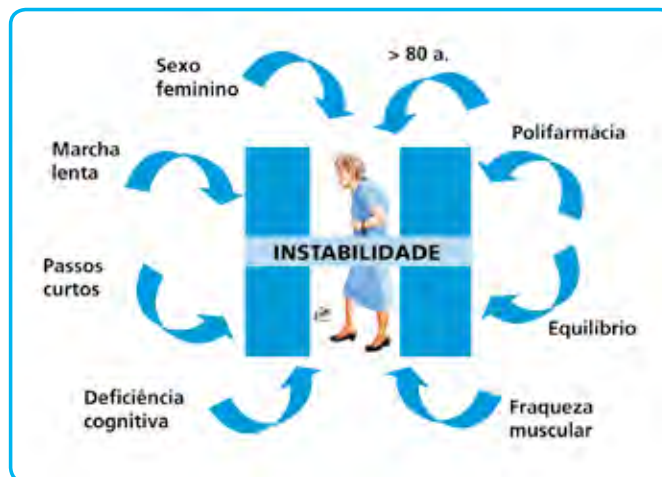 Sexo
feminino
> 80 a.
Polifarmácia
Marcha
lenta
INSTABILIDADE
Passos
curtos
Equilíbrio
Deficiência
cognitiva
Fraqueza
muscular